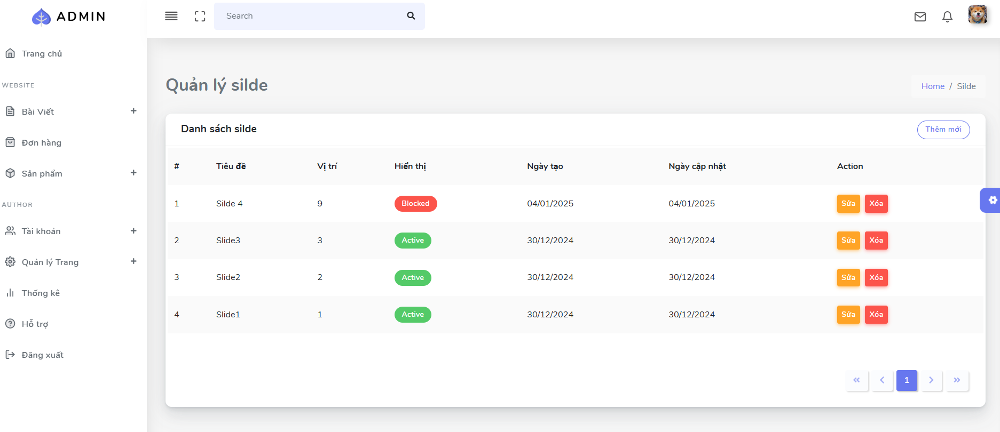 ADMIN
Search
Trang chủ
WEBSITE
Bài Viết
Đơn hàng
Sản phẩm
AUTHOR
Tài khoản
Quản lý Trang
Thống kê
Hỗ trợ
Đăng xuất
Quản lý silde
Home / Silde
Danh sách silde
Thêm mới
# Tiêu đề Vị trí Hiển thị Ngày tạo Ngày cập nhật Action
1 Silde 4 9 Blocked 04/01/2025 04/01/2025 Sửa Xóa
2 Slide3 3 Active 30/12/2024 30/12/2024 Sửa Xóa
3 Slide2 2 Active 30/12/2024 30/12/2024 Sửa Xóa
4 Slide1 1 Active 30/12/2024 30/12/2024 Sửa Xóa
« ‹ 1 › »